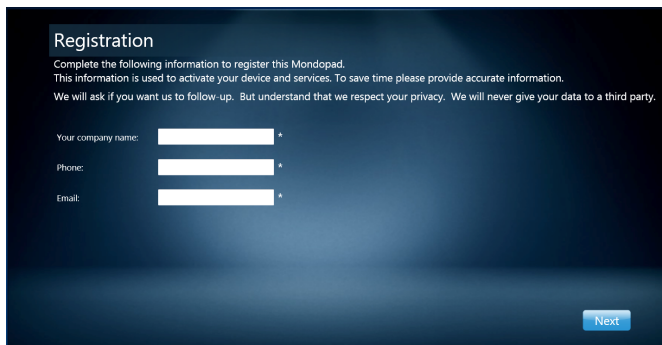 Registration
Complete the following information to register this Mondopad.
This information is used to activate your device and services. To save time please provide accurate information.
We will ask if you want us to follow-up. But understand that we respect your privacy. We will never give your data to a third party.
Your company name: *
Phone: *
Email: *
Next